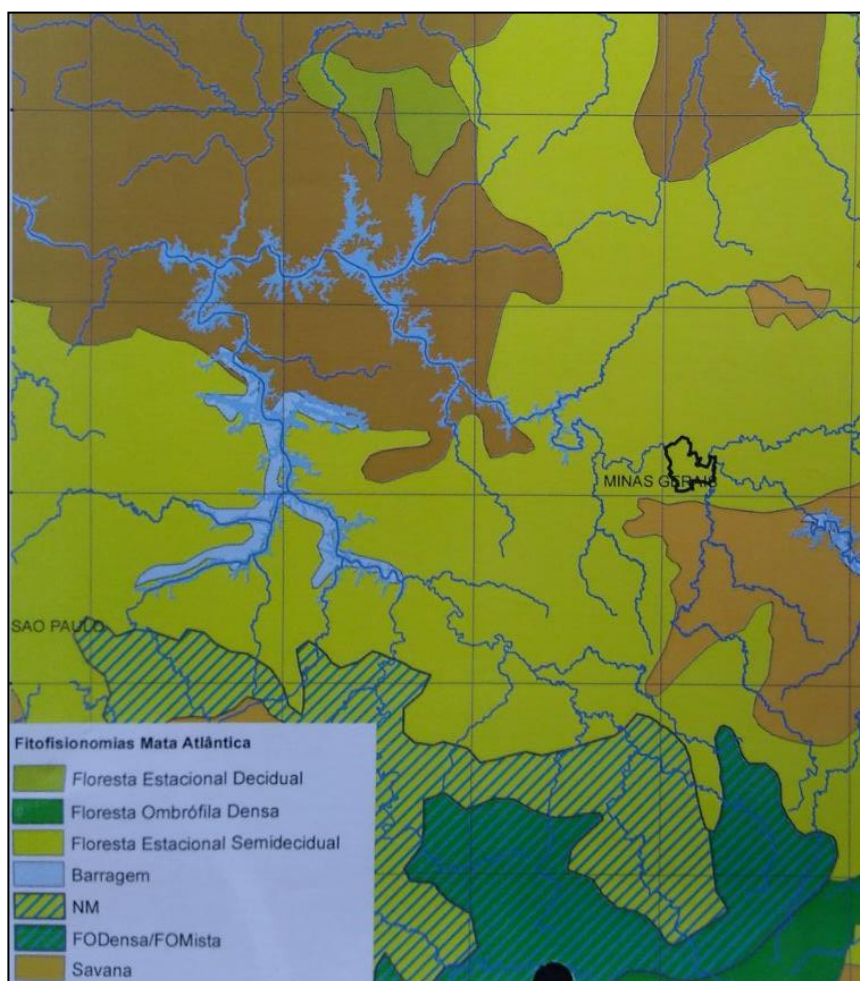 MINAS GERAIS
SAO PAULO
Fitofisionomias Mata Atlântica
Floresta Estacional Decidual
Floresta Ombrófila Densa
Floresta Estacional Semidecidual
Barragem
NM
FODensa/FOMista
Savana